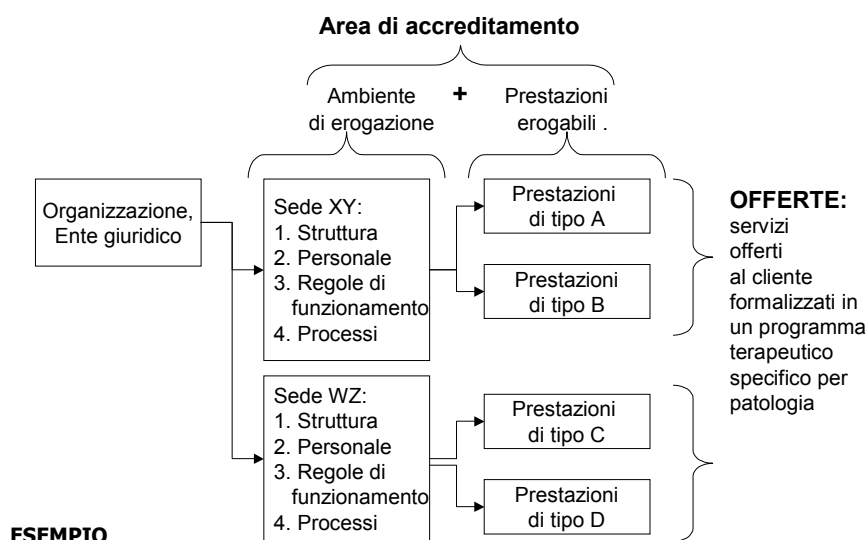 Area di accreditamento
Ambiente
di erogazione
+
Prestazioni
erogabili .
Organizzazione,
Ente giuridico
Sede XY:
1. Struttura
2. Personale
3. Regole di
funzionamento
4. Processi
Prestazioni
di tipo A
Prestazioni
di tipo B
OFFERTE:
servizi
offerti
al cliente
formalizzati in
un programma
terapeutico
specifico per
patologia
Sede WZ:
1. Struttura
2. Personale
3. Regole di
funzionamento
4. Processi
Prestazioni
di tipo C
Prestazioni
di tipo D
ESEMPIO